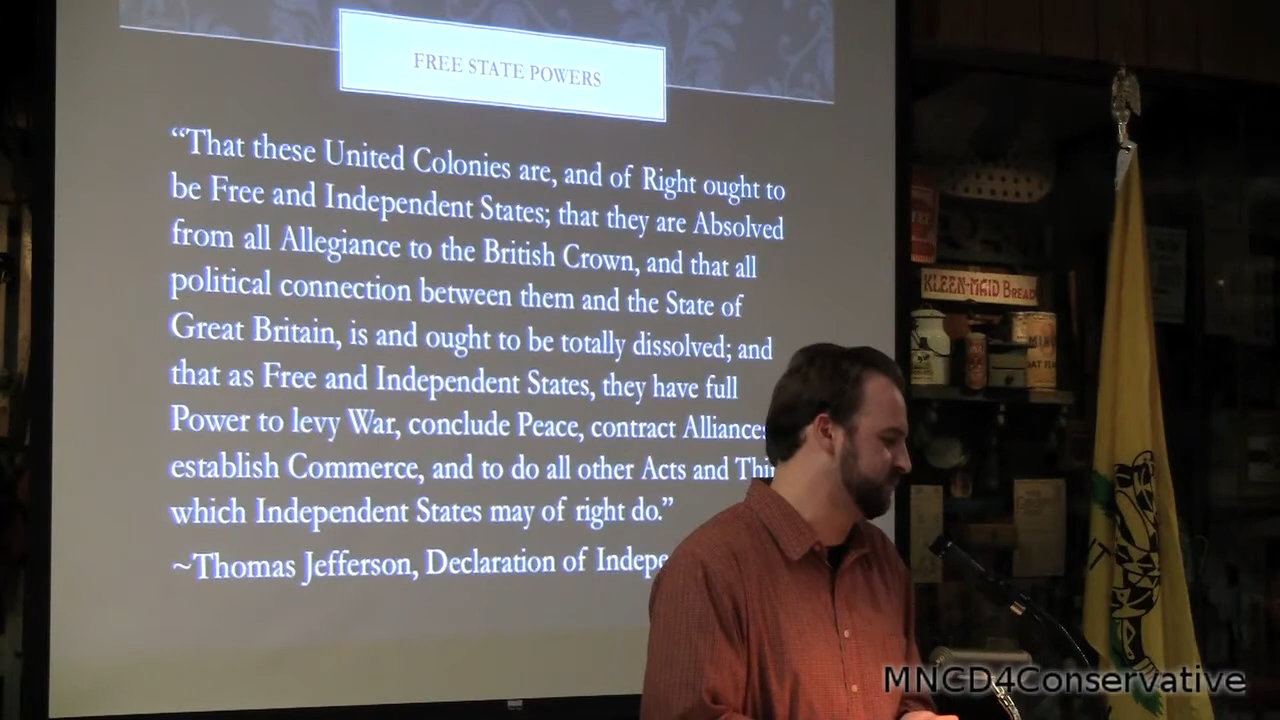 FREE STATE POWERS
“That these United Colonies are, and of Right ought to
be Free and Independent States; that they are Absolved
from all Allegiance to the British Crown, and that all
political connection between them and the State of
Great Britain, is and ought to be totally dissolved; and
that as Free and Independent States, they have full
Power to levy War, conclude Peace, contract Alliances
establish Commerce, and to do all other Acts and Thin
which Independent States may of right do.”
~Thomas Jefferson, Declaration of Indepe
KLEEN-MAID BREAD
MNCD4Conservative